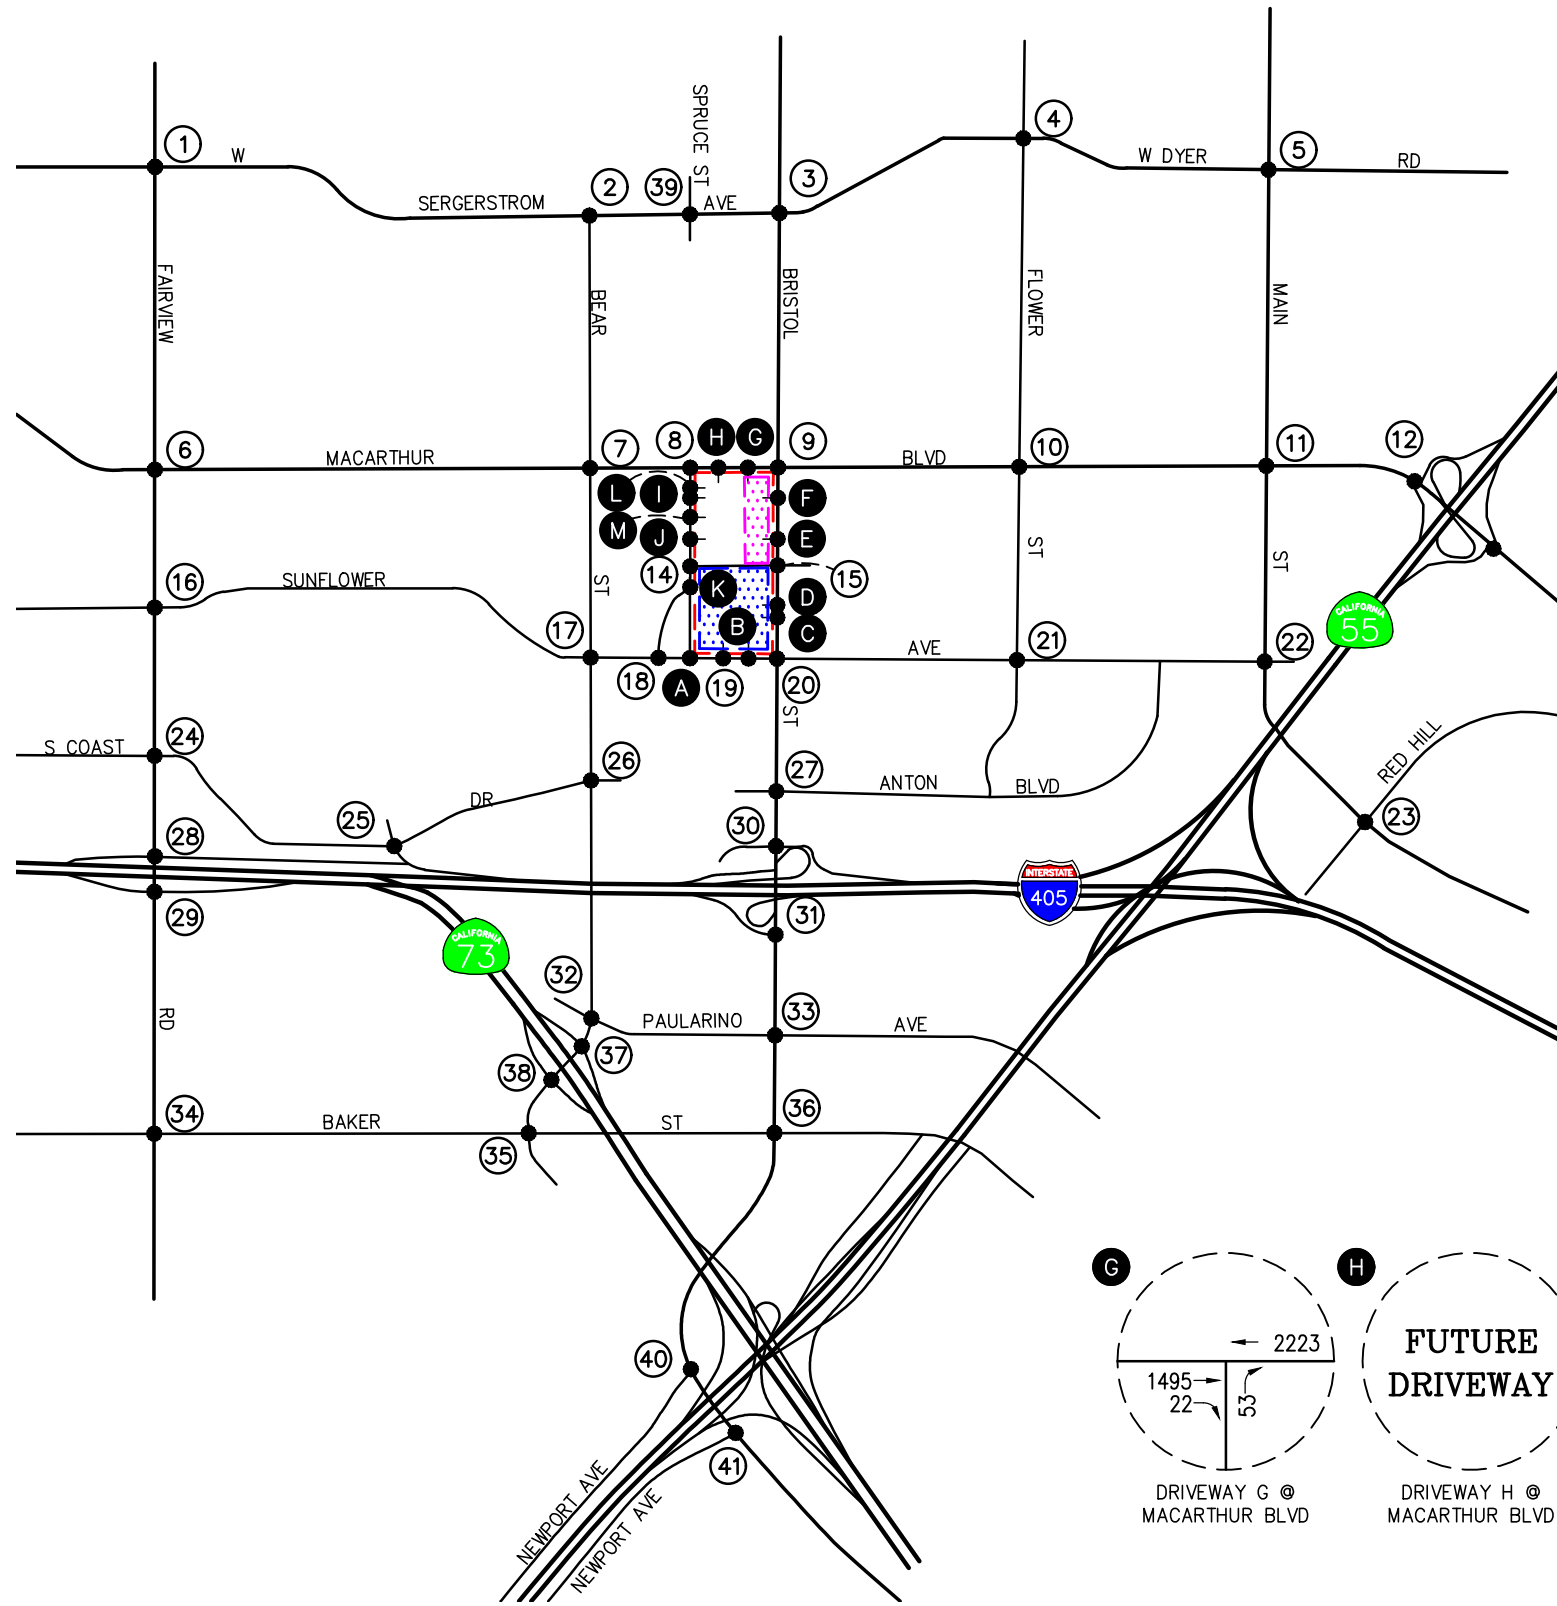 SPRUCE ST
1
W
2
39
3
4
5
SERGERSTROM
AVE
W DYER
RD
FAIRVIEW
BEAR
BRISTOL
FLOWER
MAIN
6
MACARTHUR
7
8
H
G
9
BLVD
10
11
12
L
I
F
M
J
E
14
15
16
SUNFLOWER
ST
K
D
B
C
ST
ST
CALIFORNIA
55
17
18
A
19
20
AVE
21
22
ST
24
S COAST
26
27
ANTON
BLVD
RED HILL
DR
25
28
30
23
INTERSTATE
405
29
31
CALIFORNIA
73
32
RD
PAULARINO
33
AVE
37
38
34
BAKER
35
ST
36
40
41
NEWPORT AVE
NEWPORT AVE
G
2223
1495
22
53
DRIVEWAY G @
MACARTHUR BLVD
H
FUTURE
DRIVEWAY
DRIVEWAY H @
MACARTHUR BLVD